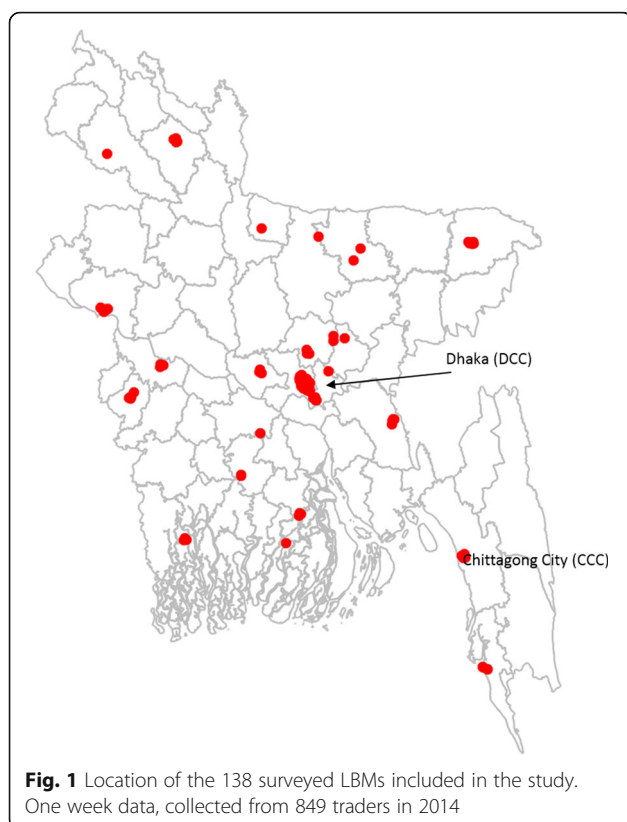 Dhaka (DCC)
Chittagong City (CCC)
Fig. 1 Location of the 138 surveyed LBMs included in the study.
One week data, collected from 849 traders in 2014